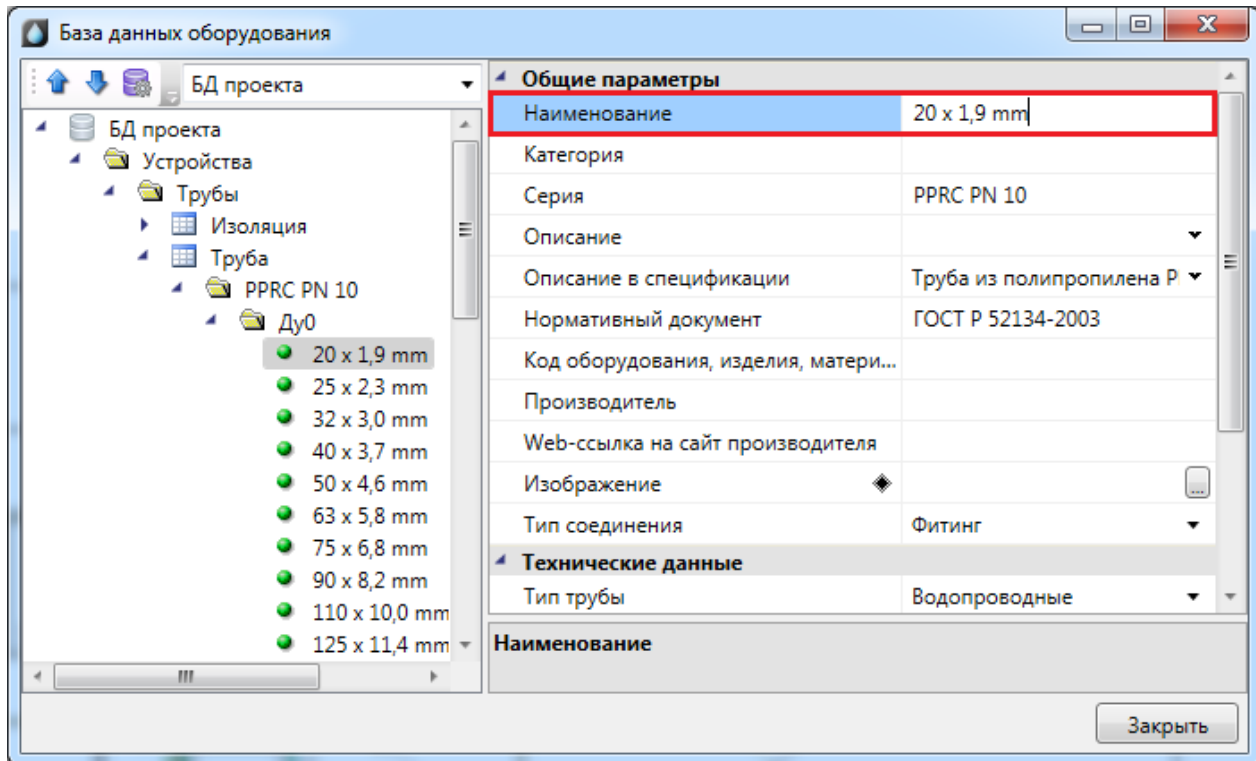 База данных оборудования
БД проекта
БД проекта
Устройства
Трубы
Изоляция
Труба
PPRC PN 10
Ду0
20 x 1,9 mm
25 x 2,3 mm
32 x 3,0 mm
40 x 3,7 mm
50 x 4,6 mm
63 x 5,8 mm
75 x 6,8 mm
90 x 8,2 mm
110 x 10,0 mm
125 x 11,4 mm
Общие параметры
Наименование 20 x 1,9 mm
Категория
Серия PPRC PN 10
Описание
Описание в спецификации Труба из полипропилена P
Нормативный документ ГОСТ Р 52134-2003
Код оборудования, изделия, матери...
Производитель
Web-ссылка на сайт производителя
Изображение ...
Тип соединения Фитинг
Технические данные
Тип трубы Водопроводные
Наименование
Закрыть